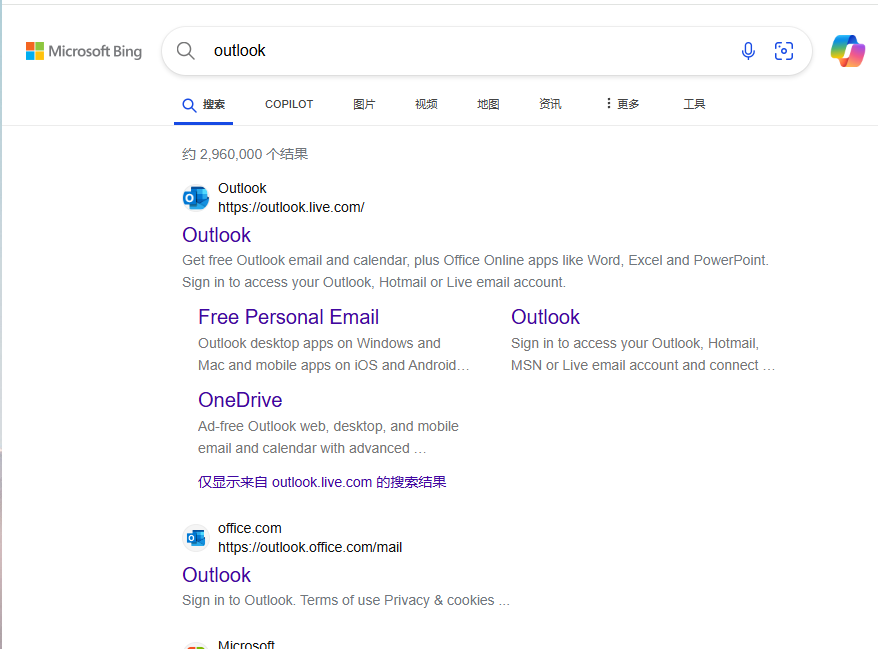 Microsoft Bing
outlook
搜索 COPILOT 图片 视频 地图 资讯 更多 工具
约 2,960,000 个结果
Outlook
https://outlook.live.com/
Outlook
Get free Outlook email and calendar, plus Office Online apps like Word, Excel and PowerPoint.
Sign in to access your Outlook, Hotmail or Live email account.
Free Personal Email
Outlook desktop apps on Windows and
Mac and mobile apps on iOS and Android…
Outlook
Sign in to access your Outlook, Hotmail,
MSN or Live email account and connect …
OneDrive
Ad-free Outlook web, desktop, and mobile
email and calendar with advanced …
仅显示来自 outlook.live.com 的搜索结果
office.com
https://outlook.office.com/mail
Outlook
Sign in to Outlook. Terms of use Privacy & cookies ...
Microsoft